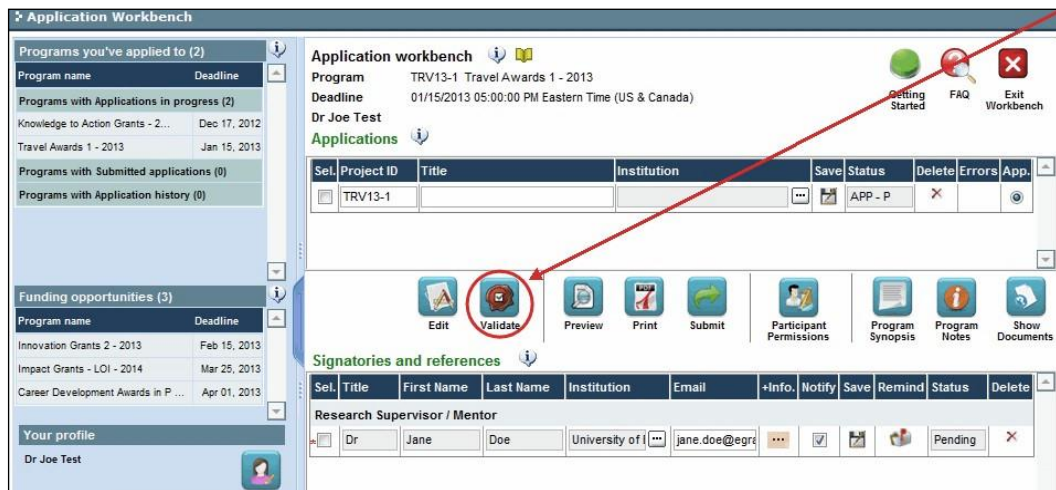 Application Workbench
Programs you've applied to (2)
Program name Deadline
Programs with Applications in progress (2)
Knowledge to Action Grants - 2... Dec 17, 2012
Travel Awards 1 - 2013 Jan 15, 2013
Programs with Submitted applications (0)
Programs with Application history (0)
Funding opportunities (3)
Program name Deadline
Innovation Grants 2 - 2013 Feb 15, 2013
Impact Grants - LOI - 2014 Mar 25, 2013
Career Development Awards in P ... Apr 01, 2013
Your profile
Dr Joe Test
Application workbench
Program TRV13-1 Travel Awards 1 - 2013
Deadline 01/15/2013 05:00:00 PM Eastern Time (US & Canada)
Dr Joe Test
Getting Started
FAQ
Exit Workbench
Applications
Sel. Project ID Title Institution Save Status Delete Errors App.
TRV13-1 ... APP - P
Edit Validate Preview Print Submit Participant Permissions Program Synopsis Program Notes Show Documents
PDF
Signatories and references
Sel. Title First Name Last Name Institution Email +Info. Notify Save Remind Status Delete
Research Supervisor / Mentor
* Dr Jane Doe University of ... jane.doe@egra ... Pending